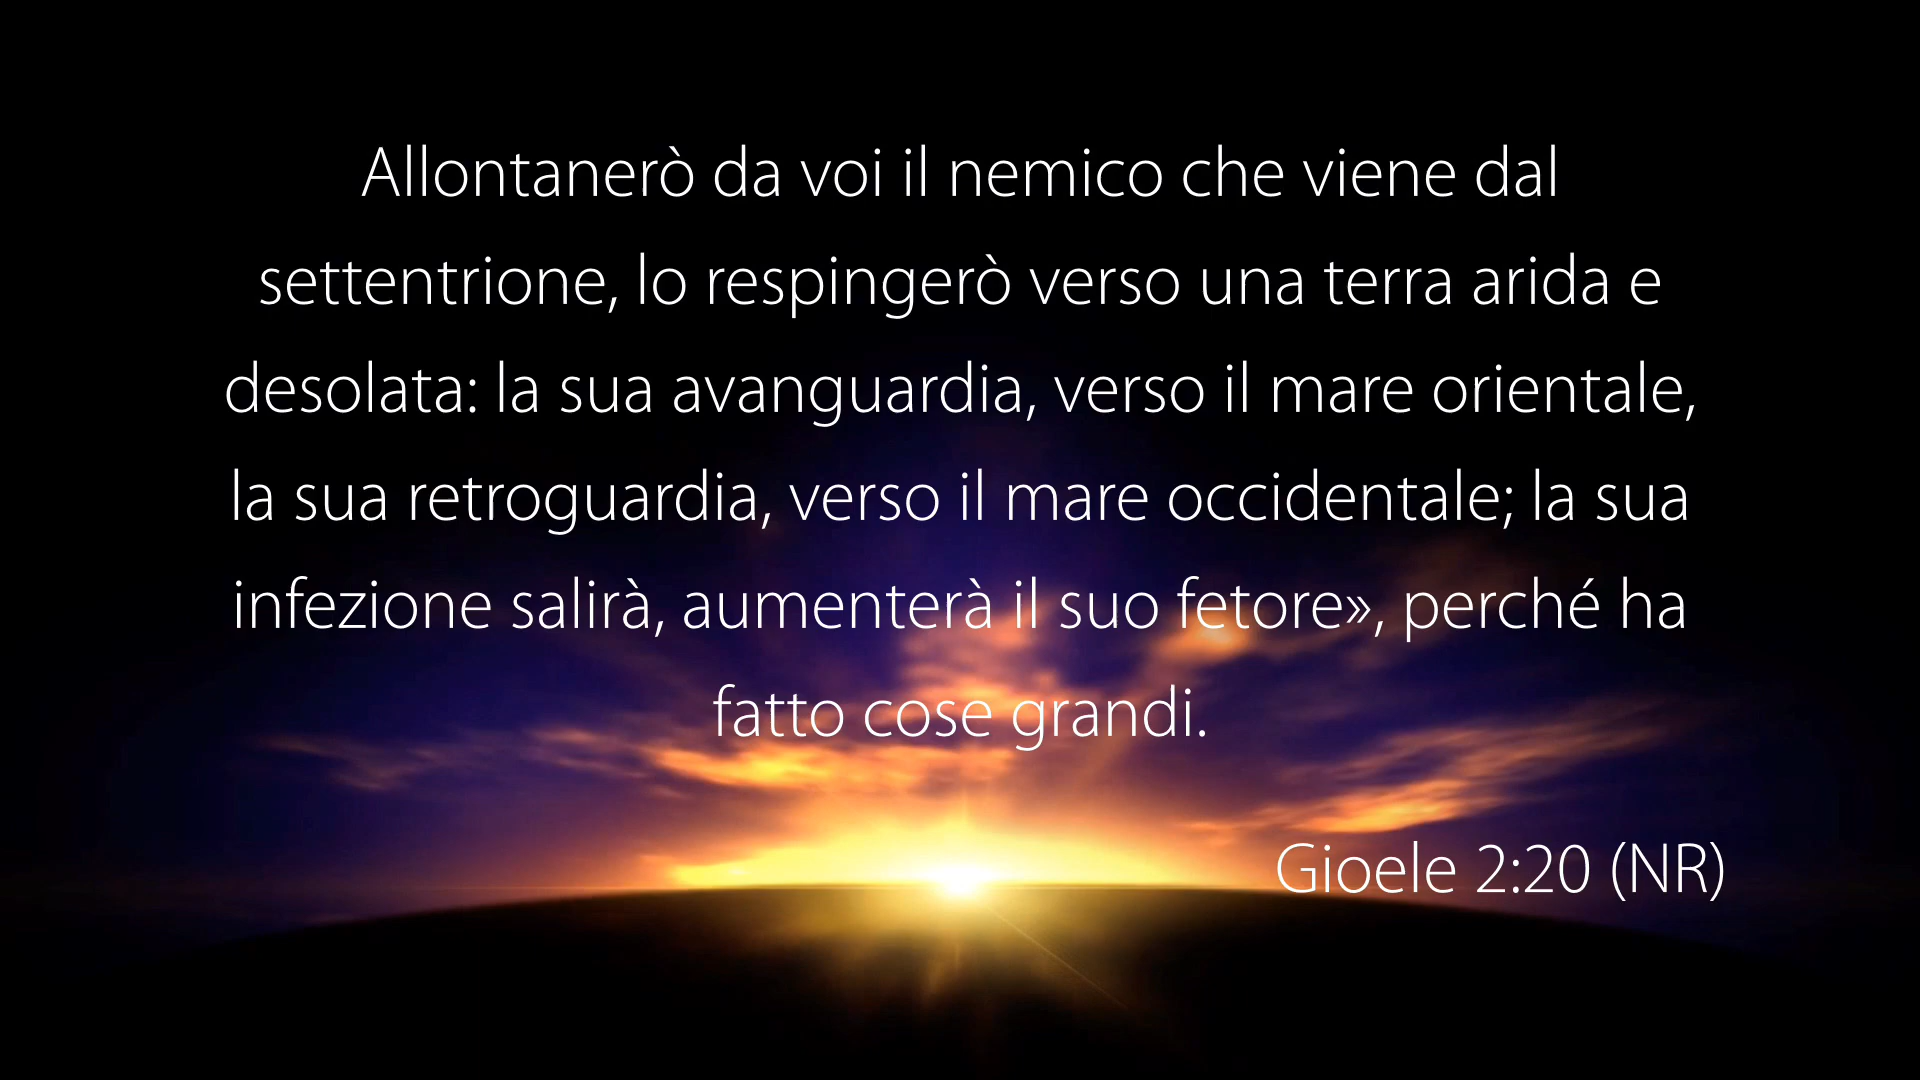 Allontanerò da voi il nemico che viene dal
settentrione, lo respingerò verso una terra arida e
desolata: la sua avanguardia, verso il mare orientale,
la sua retroguardia, verso il mare occidentale; la sua
infezione salirà, aumenterà il suo fetore», perché ha
fatto cose grandi.
Gioele 2:20 (NR)